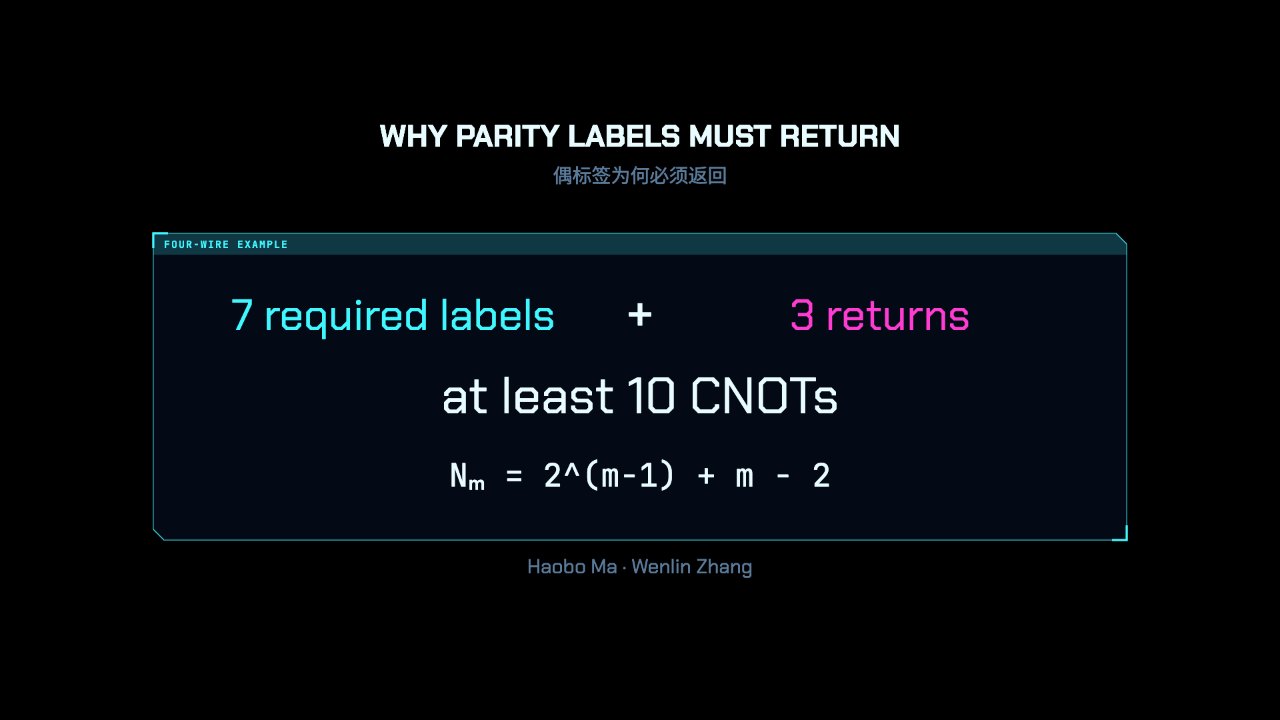 WHY PARITY LABELS MUST RETURN
偶标签为何必须返回
FOUR-WIRE EXAMPLE
7 required labels + 3 returns
at least 10 CNOTs
Nₘ = 2^(m-1) + m - 2
Haobo Ma · Wenlin Zhang